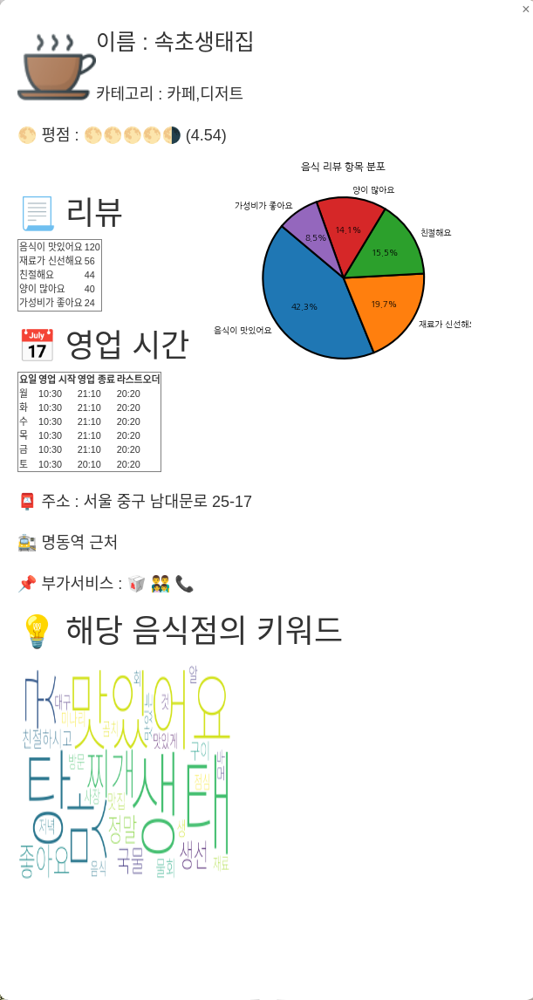 ×
이름 : 속초생태집
카테고리 : 카페,디저트
평점 : (4.54)
음식 리뷰 항목 분포
양이 많아요
가성비가 좋아요
친절해요
재료가 신선해
음식이 맛있어요
14.1%
8.5%
15.5%
42.3%
19.7%
리뷰
음식이 맛있어요 120
재료가 신선해요 56
친절해요 44
양이 많아요 40
가성비가 좋아요 24
July
17
영업 시간
요일 영업 시작 영업 종료 라스트오더
월 10:30 21:10 20:20
화 10:30 21:10 20:20
수 10:30 21:10 20:20
목 10:30 21:10 20:20
금 10:30 21:10 20:20
토 10:30 20:10 20:20
주소 : 서울 중구 남대문로 25-17
명동역 근처
부가서비스 :
해당 음식점의 키워드
회
알
대구
맛있어요
것
미나리
곰치
친절하시고
맛있게
구이
방문
찌개
생태
탕
점심
사장
맛집
저녁
정말
생
좋아요
음식
국물
물회
생선
재료